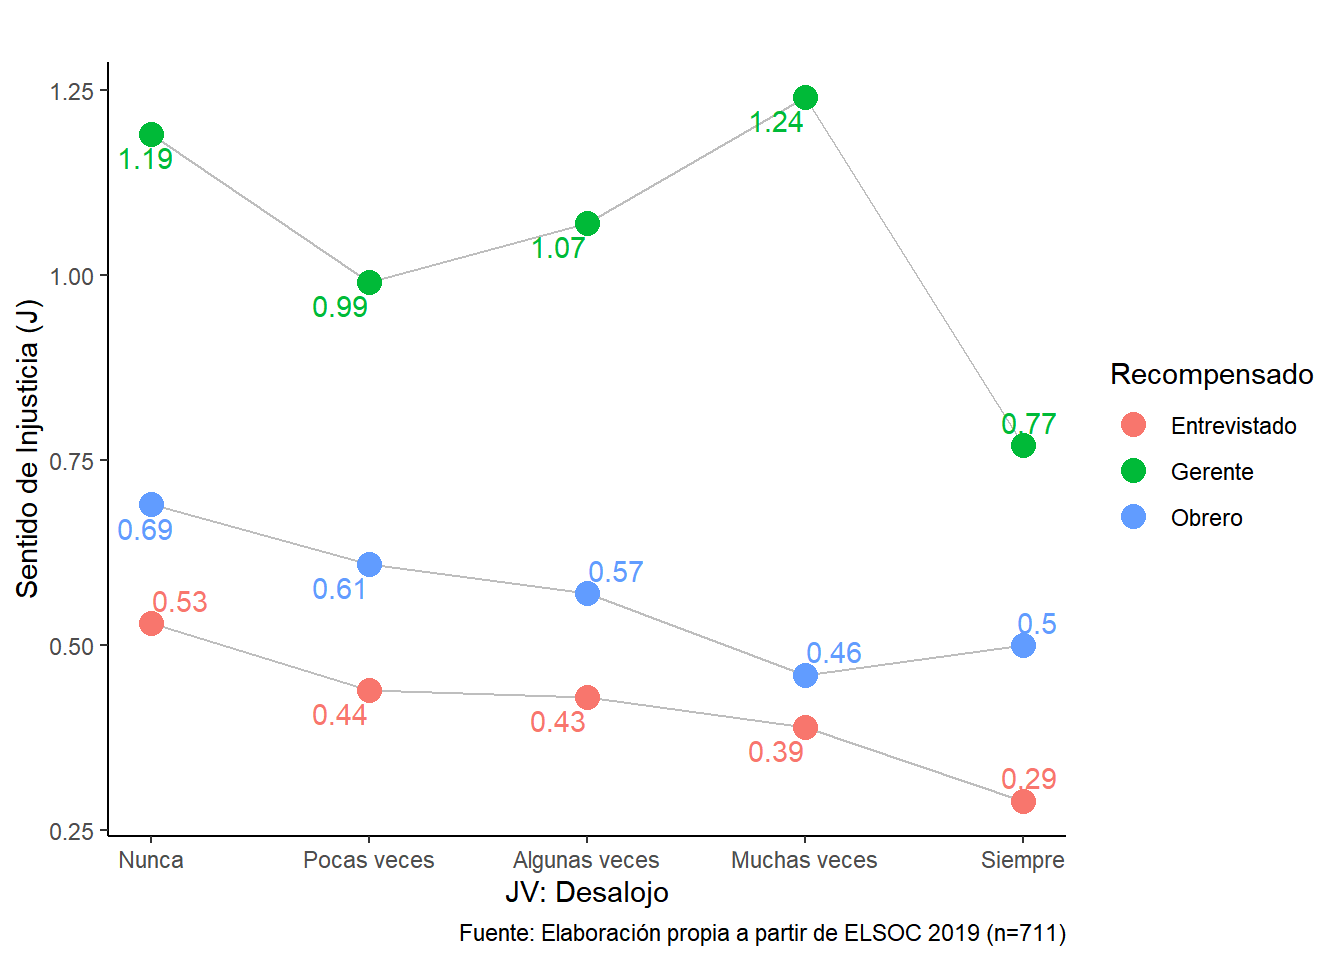 1.25
1.00
0.75
0.50
0.25
Sentido de Injusticia (J)
1.19
0.99
1.07
1.24
0.77
0.69
0.61
0.57
0.46
0.5
0.53
0.44
0.43
0.39
0.29
Nunca
Pocas veces
Algunas veces
Muchas veces
Siempre
JV: Desalojo
Fuente: Elaboración propia a partir de ELSOC 2019 (n=711)
Recompensado
Entrevistado
Gerente
Obrero